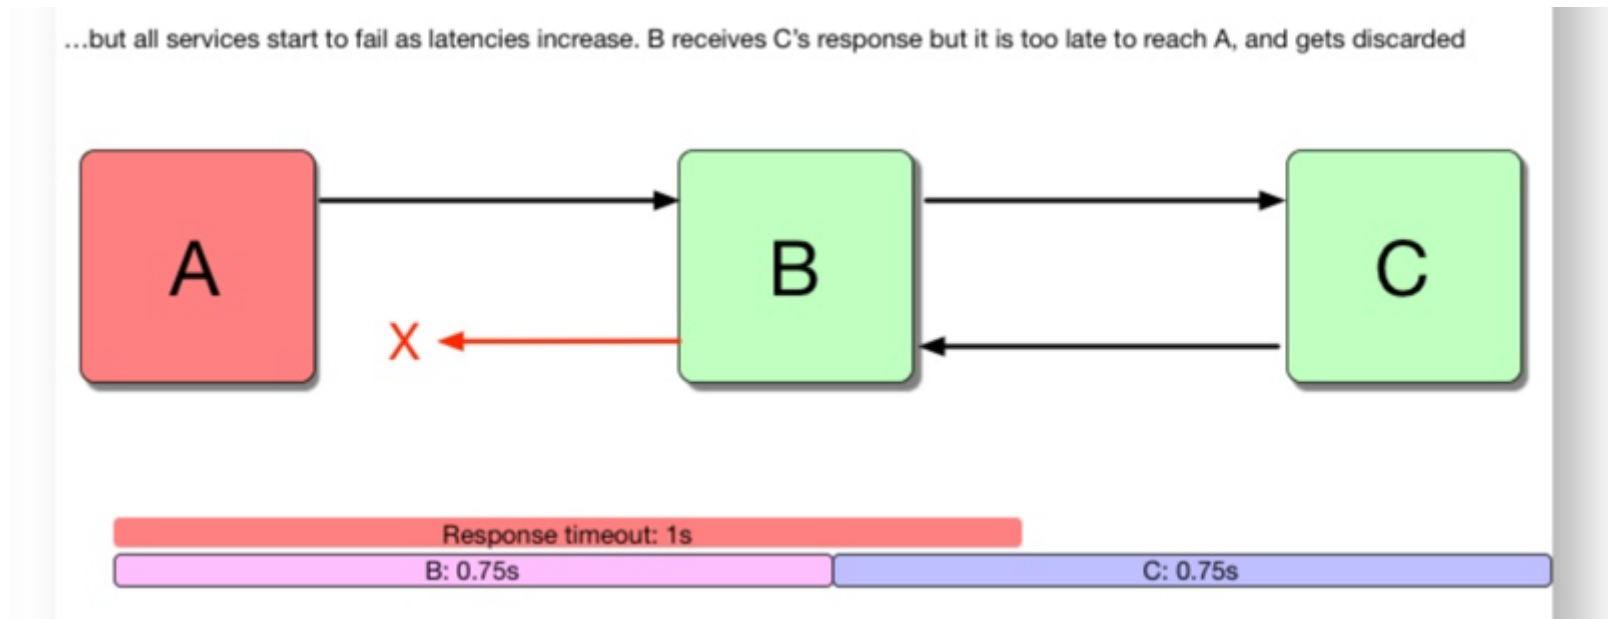 ...but all services start to fail as latencies increase. B receives C's response but it is too late to reach A, and gets discarded
A
B
C
X
Response timeout: 1s
B: 0.75s
C: 0.75s